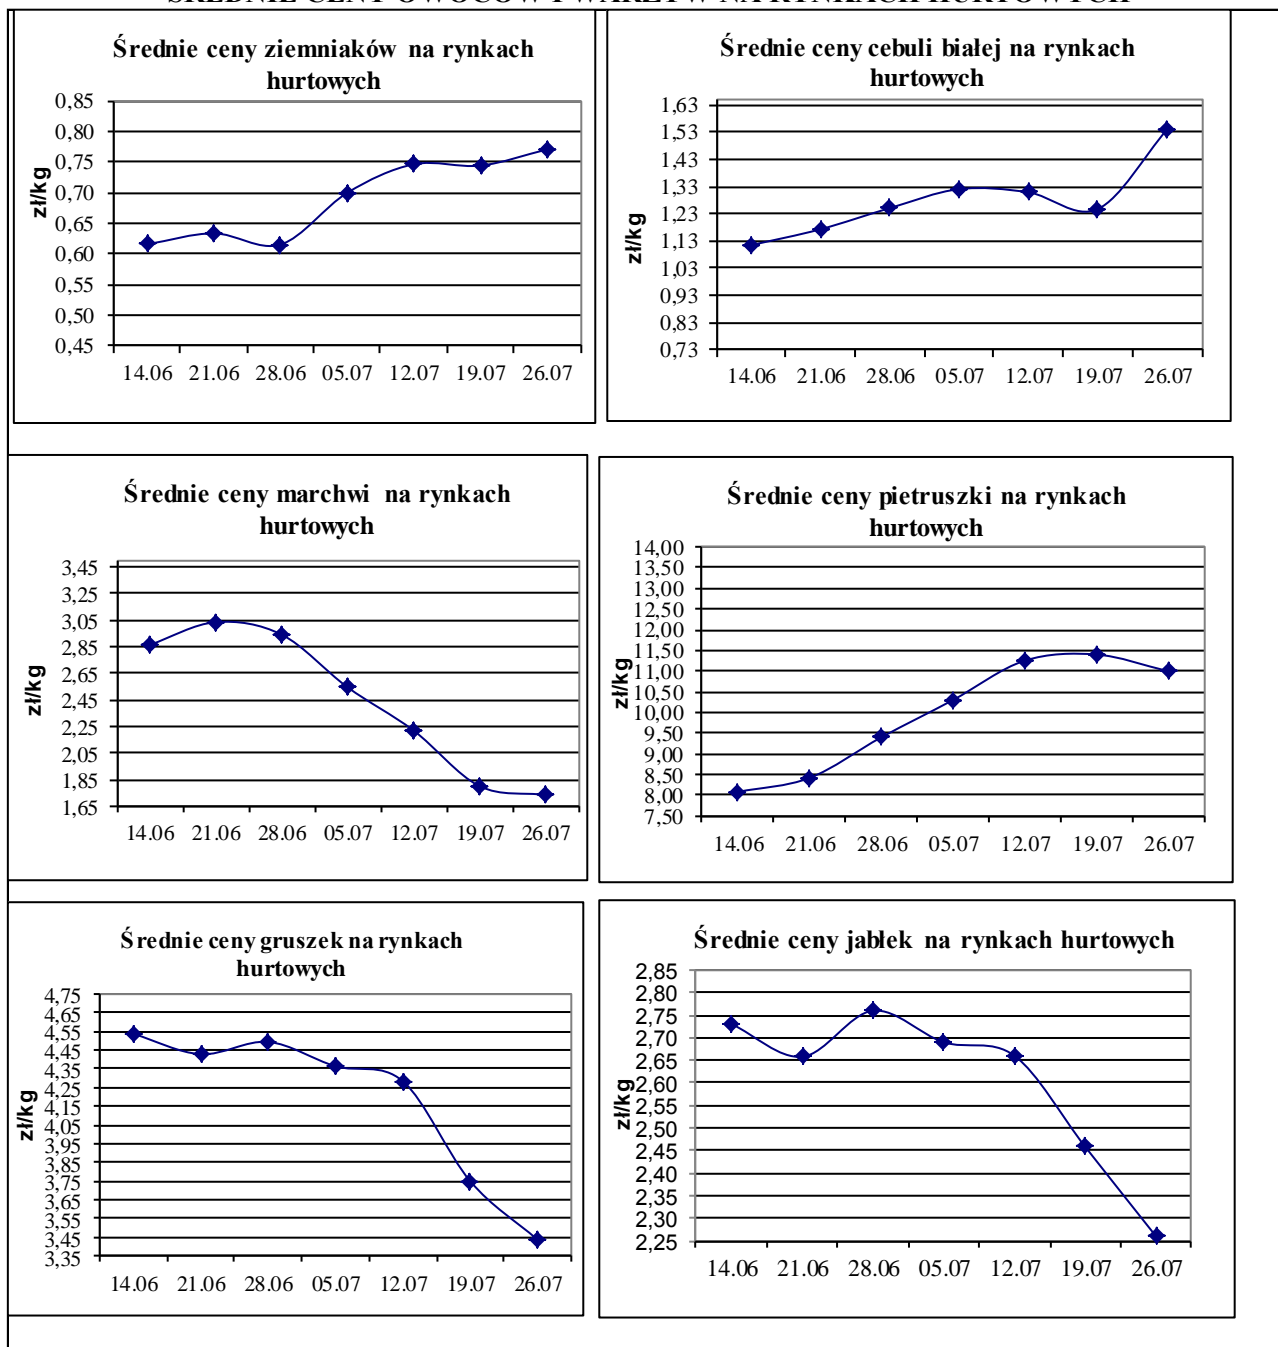 ŚREDNIE CENY OWOCÓW I WARZYW NA RYNKACH HURTOWYCH
Średnie ceny ziemniaków na rynkach
hurtowych
zł/kg
0,85
0,80
0,75
0,70
0,65
0,60
0,55
0,50
0,45
14.06 21.06 28.06 05.07 12.07 19.07 26.07
Średnie ceny cebuli białej na rynkach
hurtowych
zł/kg
1,63
1,53
1,43
1,33
1,23
1,13
1,03
0,93
0,83
0,73
14.06 21.06 28.06 05.07 12.07 19.07 26.07
Średnie ceny marchwi na rynkach
hurtowych
zł/kg
3,45
3,25
3,05
2,85
2,65
2,45
2,25
2,05
1,85
1,65
14.06 21.06 28.06 05.07 12.07 19.07 26.07
Średnie ceny pietruszki na rynkach
hurtowych
zł/kg
14,00
13,50
13,00
12,50
12,00
11,50
11,00
10,50
10,00
9,50
9,00
8,50
8,00
7,50
14.06 21.06 28.06 05.07 12.07 19.07 26.07
Średnie ceny gruszek na rynkach
hurtowych
zł/kg
4,75
4,65
4,55
4,45
4,35
4,25
4,15
4,05
3,95
3,85
3,75
3,65
3,55
3,45
3,35
14.06 21.06 28.06 05.07 12.07 19.07 26.07
Średnie ceny jabłek na rynkach hurtowych
zł/kg
2,85
2,80
2,75
2,70
2,65
2,60
2,55
2,50
2,45
2,40
2,35
2,30
2,25
14.06 21.06 28.06 05.07 12.07 19.07 26.07